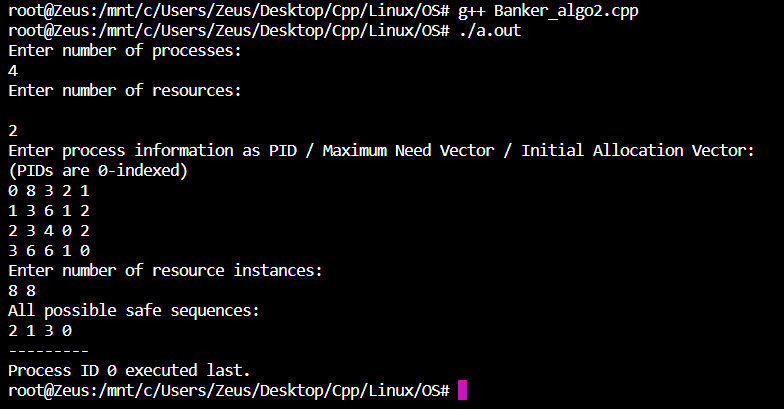 root@Zeus:/mnt/c/Users/Zeus/Desktop/Cpp/Linux/OS# g++ Banker_algo2.cpp
root@Zeus:/mnt/c/Users/Zeus/Desktop/Cpp/Linux/OS# ./a.out
Enter number of processes:
4
Enter number of resources:

2
Enter process information as PID / Maximum Need Vector / Initial Allocation Vector:
(PIDs are 0-indexed)
0 8 3 2 1
1 3 6 1 2
2 3 4 0 2
3 6 6 1 0
Enter number of resource instances:
8 8
All possible safe sequences:
2 1 3 0
---------
Process ID 0 executed last.
root@Zeus:/mnt/c/Users/Zeus/Desktop/Cpp/Linux/OS#